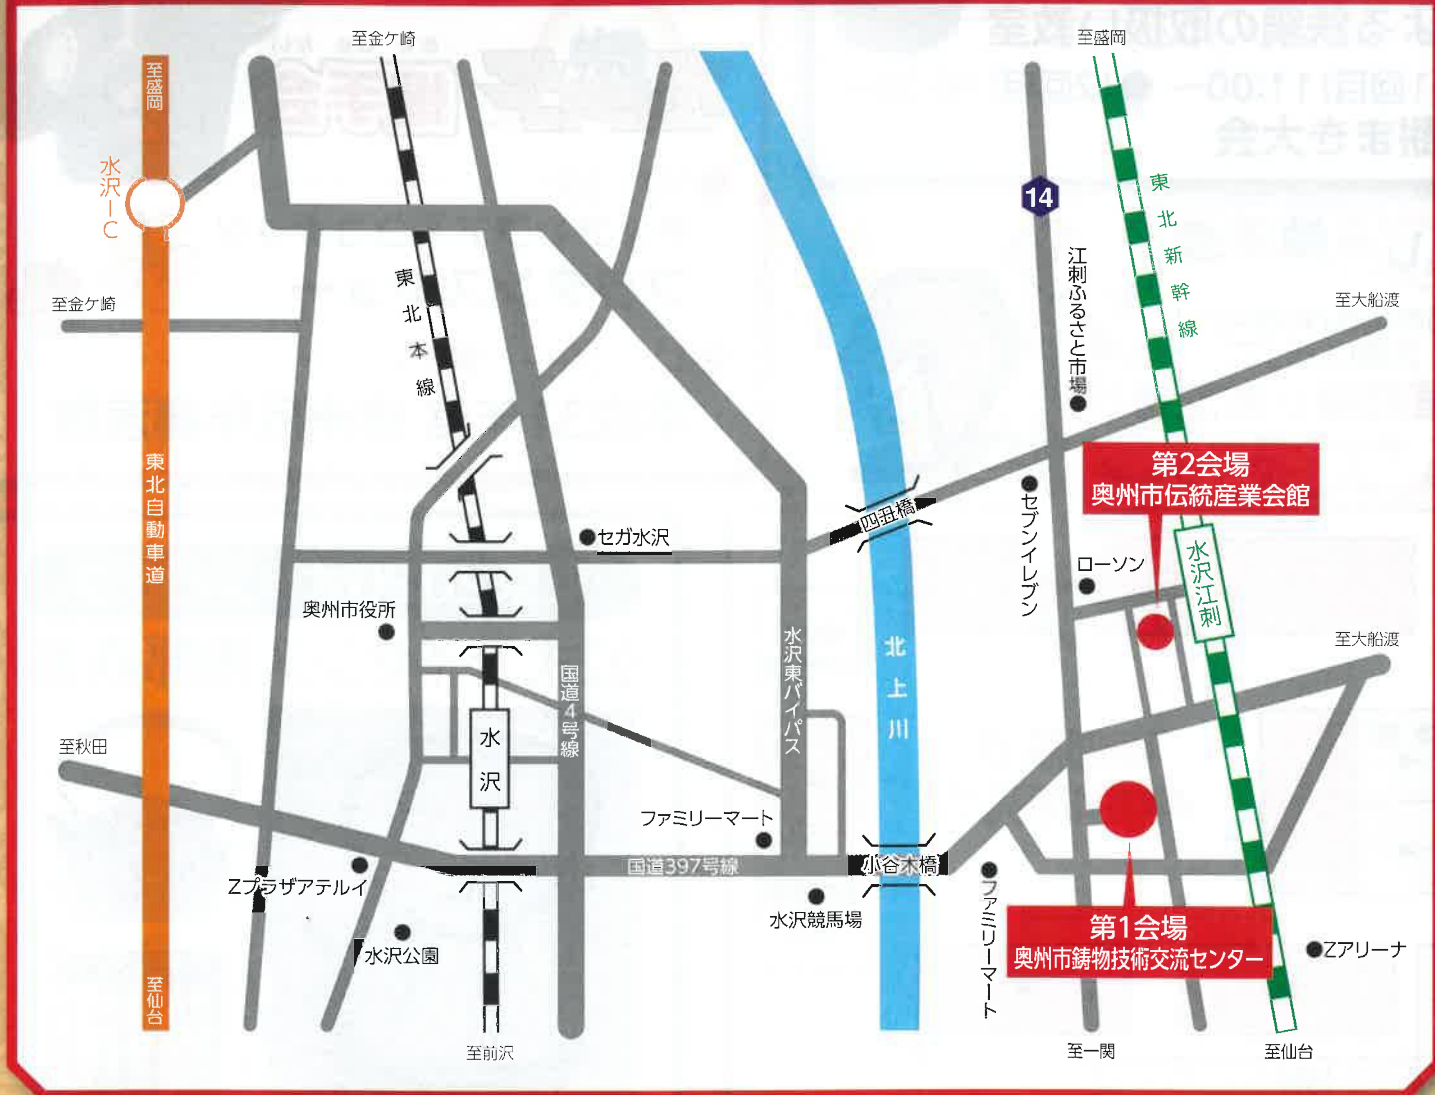 至金ケ崎
至盛岡
至盛岡
水沢IC
14
東北新幹線
江刺ふるさと市場
東北本線
至金ケ崎
至大船渡
第2会場
奥州市伝統産業会館
東北自動車道
四丑橋
セブンイレブン
セガ水沢
ローソン
水沢江刺
奥州市役所
水沢東バイパス
北上川
至大船渡
国道4号線
水沢
至秋田
ファミリーマート
国道397号線
小谷木橋
Zプラザアテルイ
水沢競馬場
ファミリーマート
第1会場
奥州市鋳物技術交流センター
水沢公園
Zアリーナ
至仙台
至前沢
至一関
至仙台